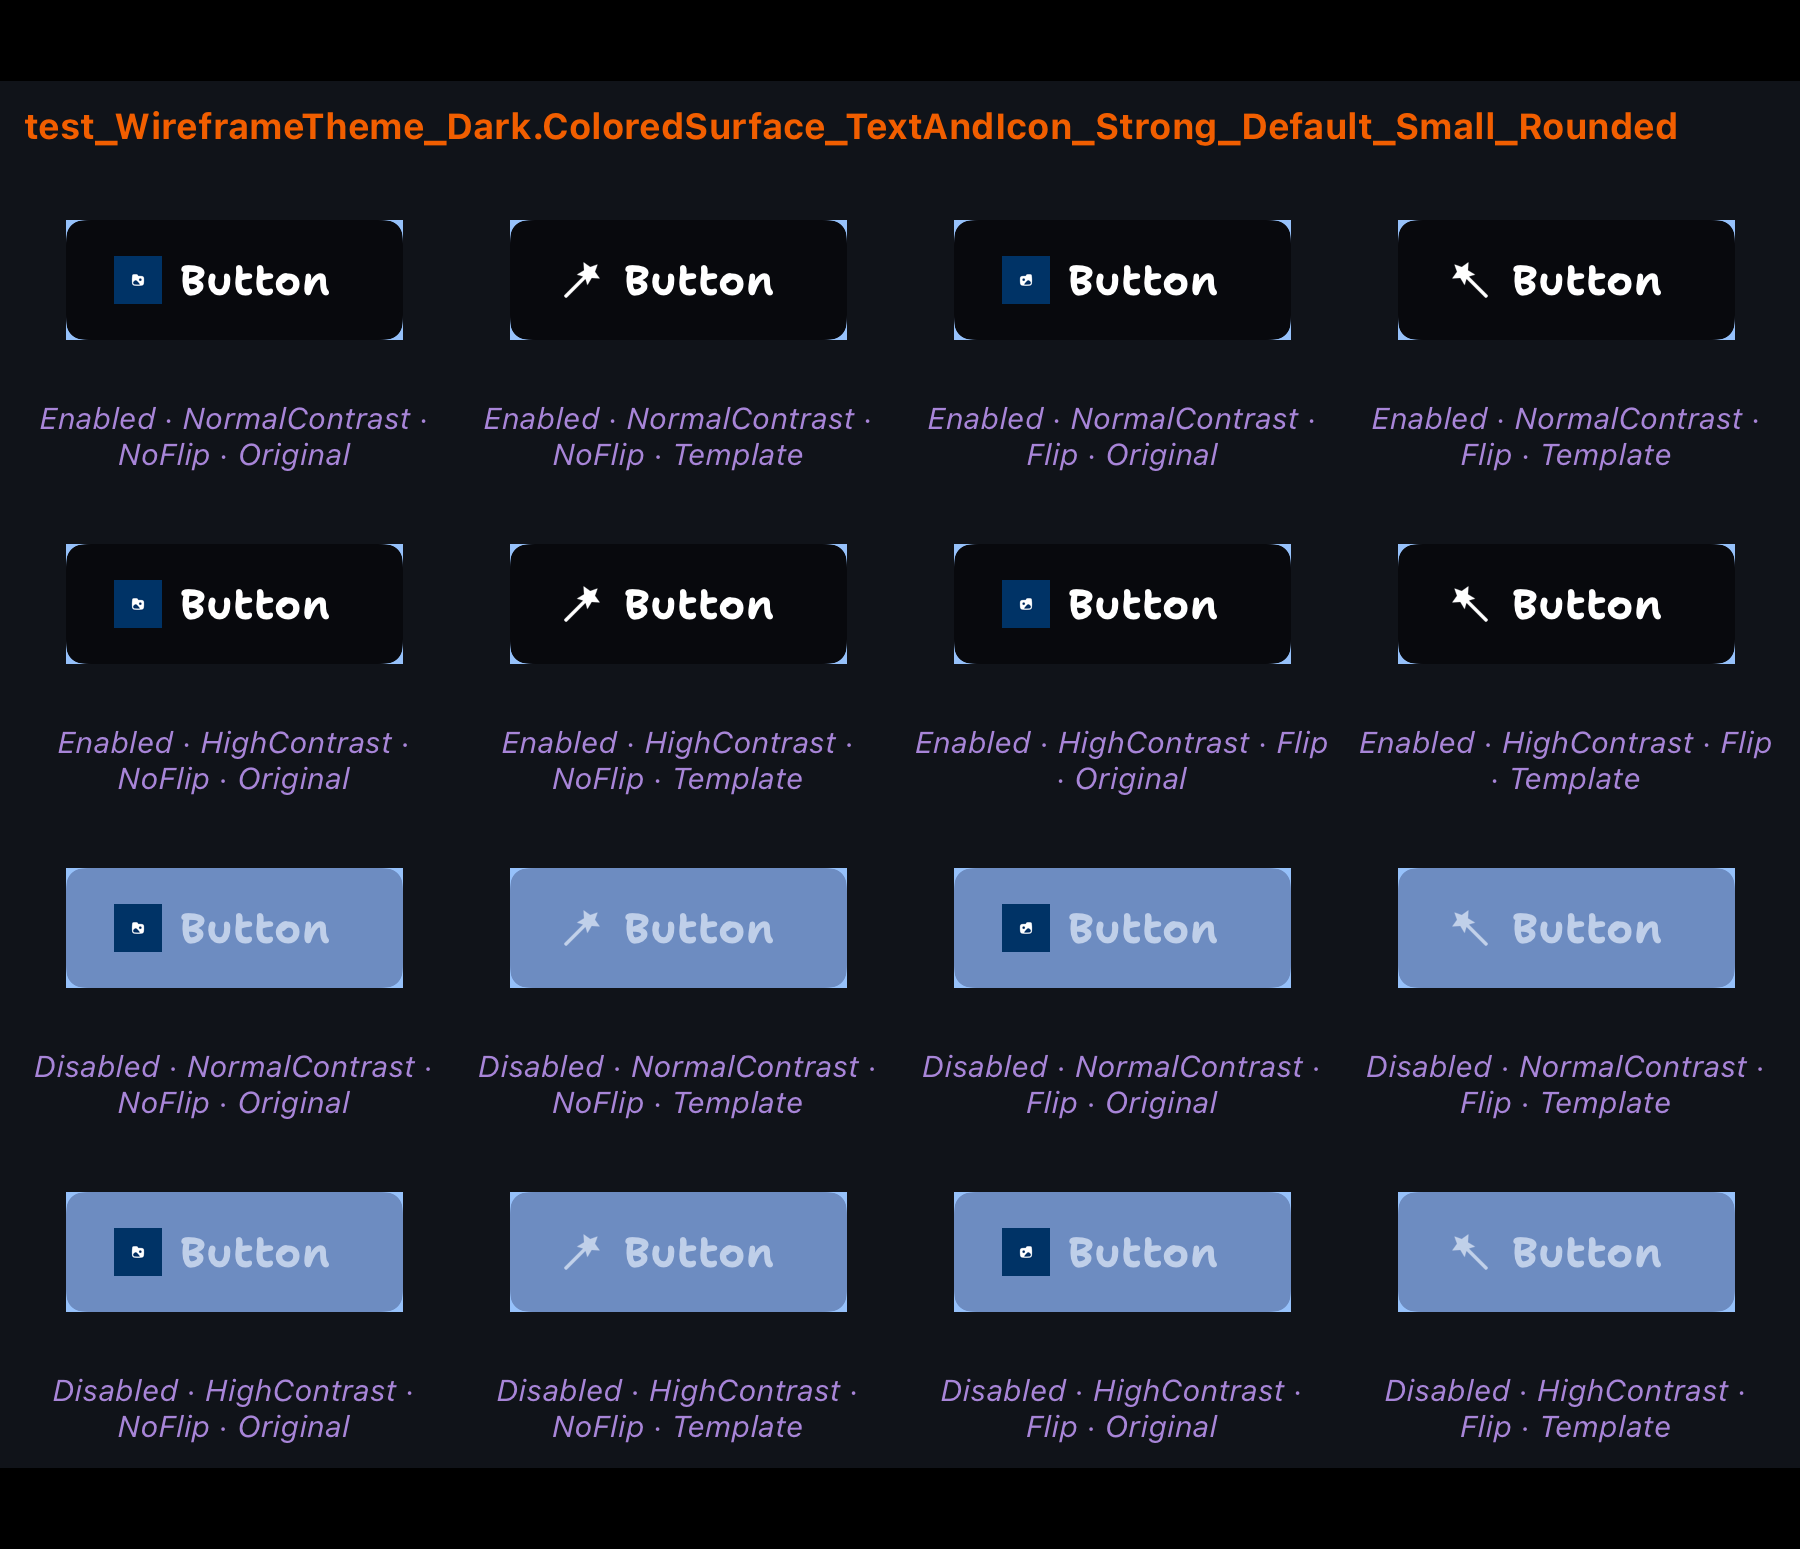 test_WireframeTheme_Dark.ColoredSurface_TextAndIcon_Strong_Default_Small_Rounded
Button Button Button Button
Enabled · NormalContrast · Enabled · NormalContrast · Enabled · NormalContrast · Enabled · NormalContrast ·
NoFlip · Original NoFlip · Template Flip · Original Flip · Template
Button Button Button Button
Enabled · HighContrast · Enabled · HighContrast · Enabled · HighContrast · Flip Enabled · HighContrast · Flip
NoFlip · Original NoFlip · Template · Original · Template
Button Button Button Button
Disabled · NormalContrast · Disabled · NormalContrast · Disabled · NormalContrast · Disabled · NormalContrast ·
NoFlip · Original NoFlip · Template Flip · Original Flip · Template
Button Button Button Button
Disabled · HighContrast · Disabled · HighContrast · Disabled · HighContrast · Disabled · HighContrast ·
NoFlip · Original NoFlip · Template Flip · Original Flip · Template